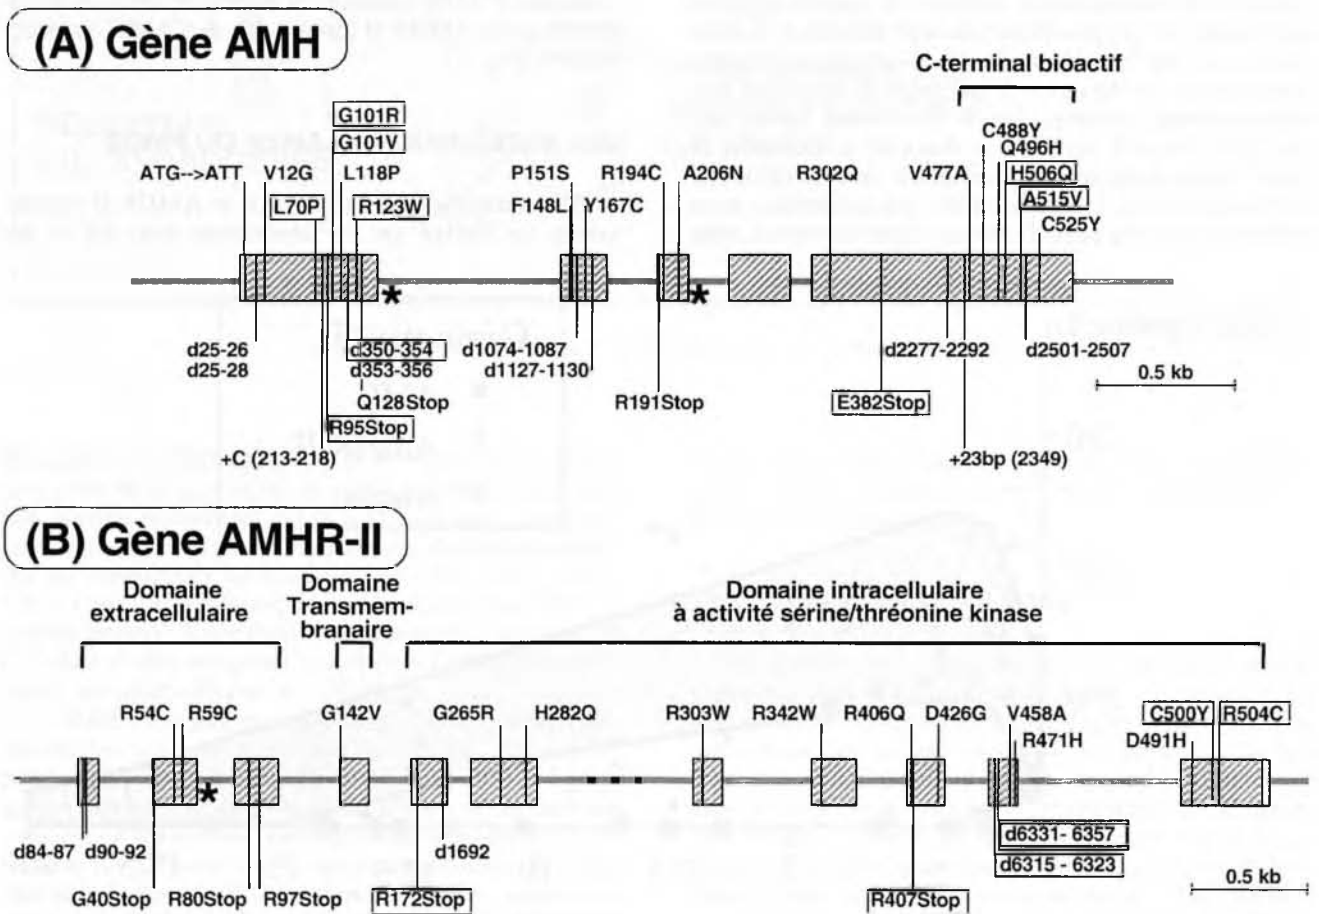 (A) Gène AMH
C-terminal bioactif
G101R
G101V
C488Y
Q496H
ATG-->ATT V12G L118P P151S R194C A206N R302Q V477A H506Q
L70P R123W F148L Y167C A515V
C525Y
*
*
d25-26 d350-354 d1074-1087 d2277-2292 d2501-2507
d25-28 d353-356 d1127-1130
0.5 kb
Q128Stop R191Stop E382Stop
R95Stop
+C (213-218) +23bp (2349)
(B) Gène AMHR-II
Domaine
extracellulaire
Domaine
Transmem-
branaire
Domaine intracellulaire
à activité sérine/thréonine kinase
R54C R59C G142V G265R H282Q R303W R342W R406Q D426G V458A C500Y R504C
R471H D491H
*
d84-87 d90-92 d1692 d6331- 6357
d6315 - 6323
0.5 kb
G40Stop R80Stop R97Stop R172Stop R407Stop